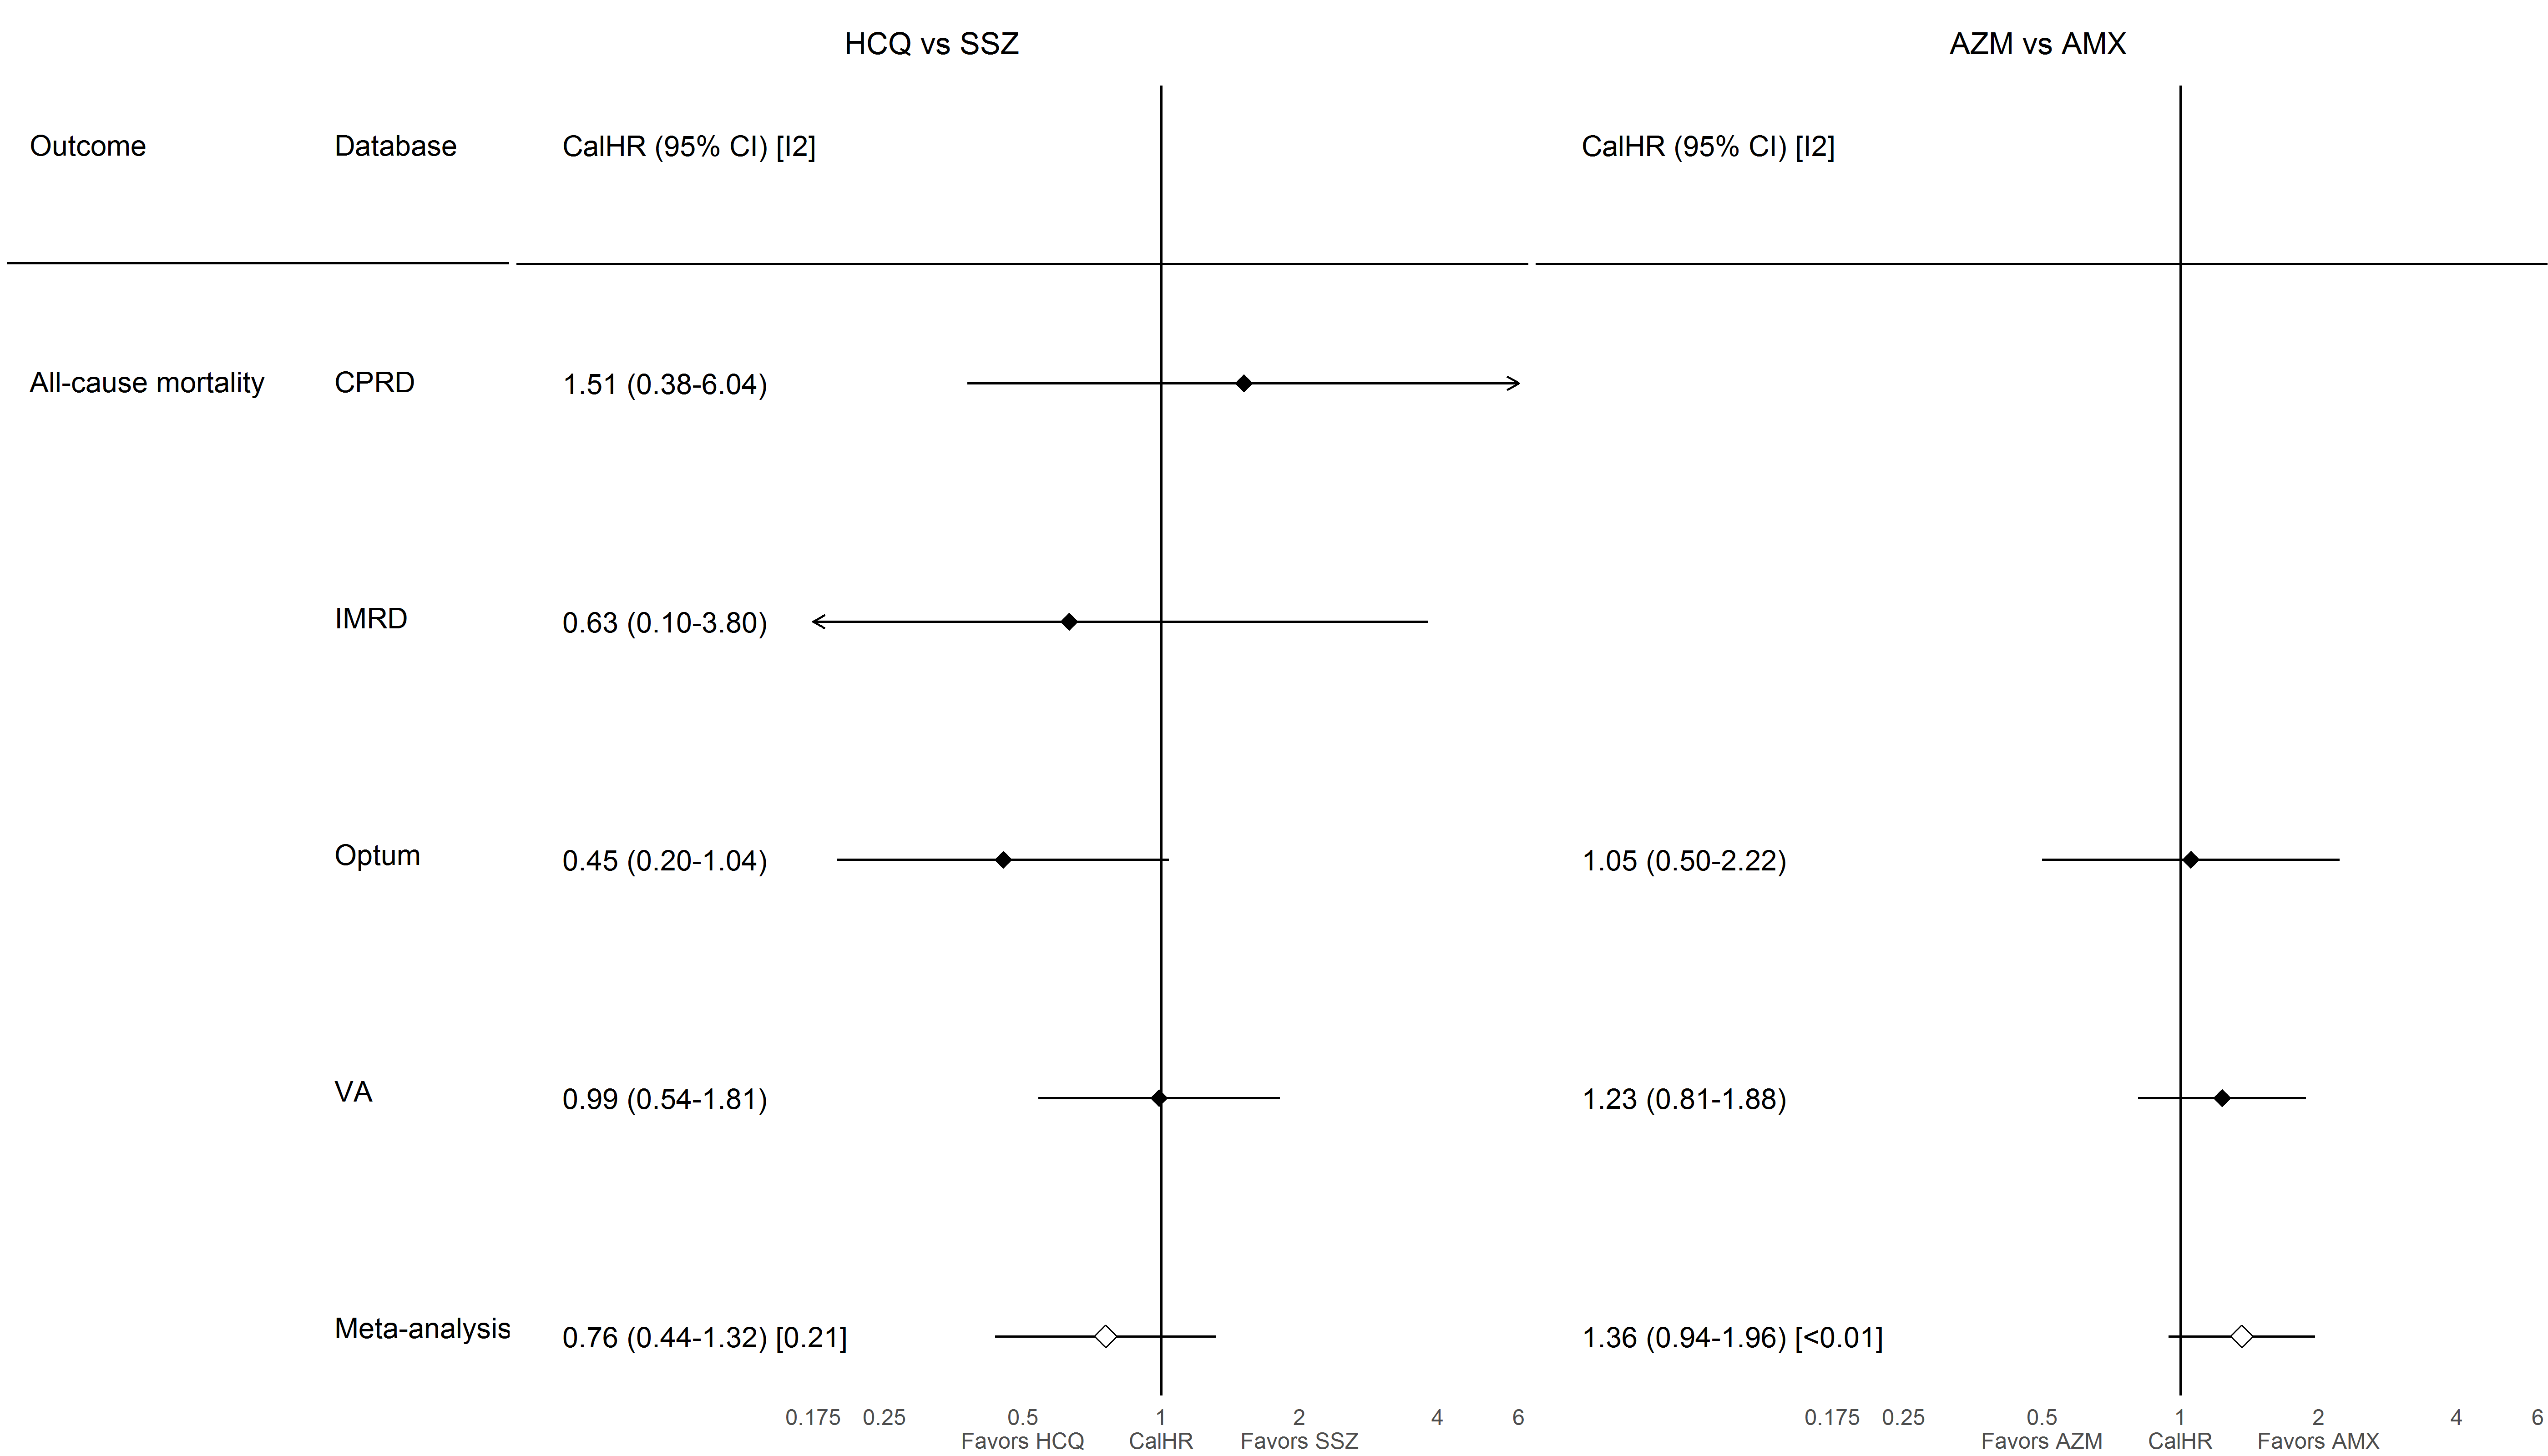 HCQ vs SSZ AZM vs AMX
Outcome Database CalHR (95% CI) [I2] CalHR (95% CI) [I2]
All-cause mortality CPRD 1.51 (0.38-6.04)
IMRD 0.63 (0.10-3.80)
Optum 0.45 (0.20-1.04) 1.05 (0.50-2.22)
VA 0.99 (0.54-1.81) 1.23 (0.81-1.88)
Meta-analysis 0.76 (0.44-1.32) [0.21] 1.36 (0.94-1.96) [<0.01]
0.175 0.25 0.5 1 2 4 6 0.175 0.25 0.5 1 2 4 6
Favors HCQ CalHR Favors SSZ Favors AZM CalHR Favors AMX